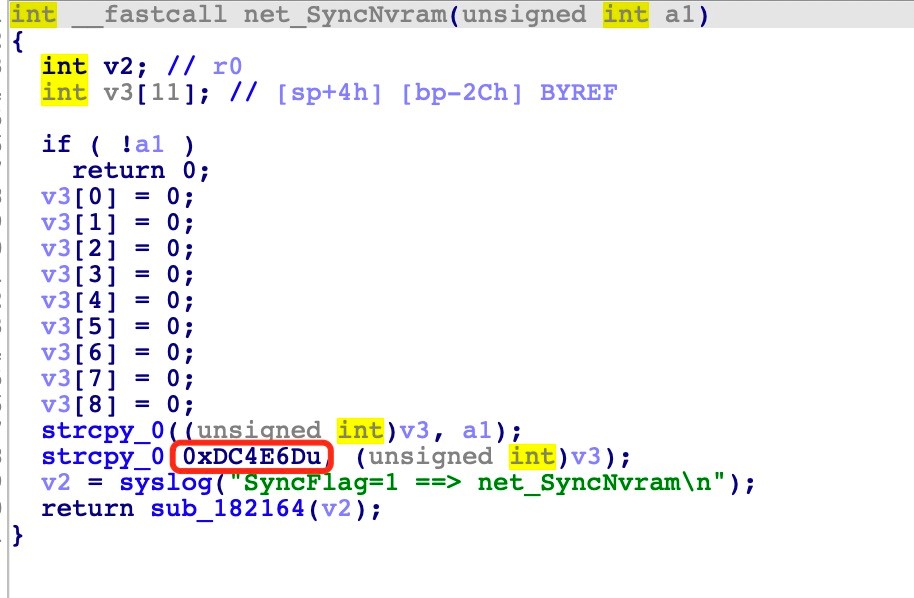 int __fastcall net_SyncNvram(unsigned int a1)
{
  int v2; // r0
  int v3[11]; // [sp+4h] [bp-2Ch] BYREF

  if ( !a1 )
    return 0;
  v3[0] = 0;
  v3[1] = 0;
  v3[2] = 0;
  v3[3] = 0;
  v3[4] = 0;
  v3[5] = 0;
  v3[6] = 0;
  v3[7] = 0;
  v3[8] = 0;
  strcpy_0((unsigned int)v3, a1);
  strcpy_0 0xDC4E6Du (unsigned int)v3);
  v2 = syslog("SyncFlag=1 ==> net_SyncNvram\n");
  return sub_182164(v2);
}